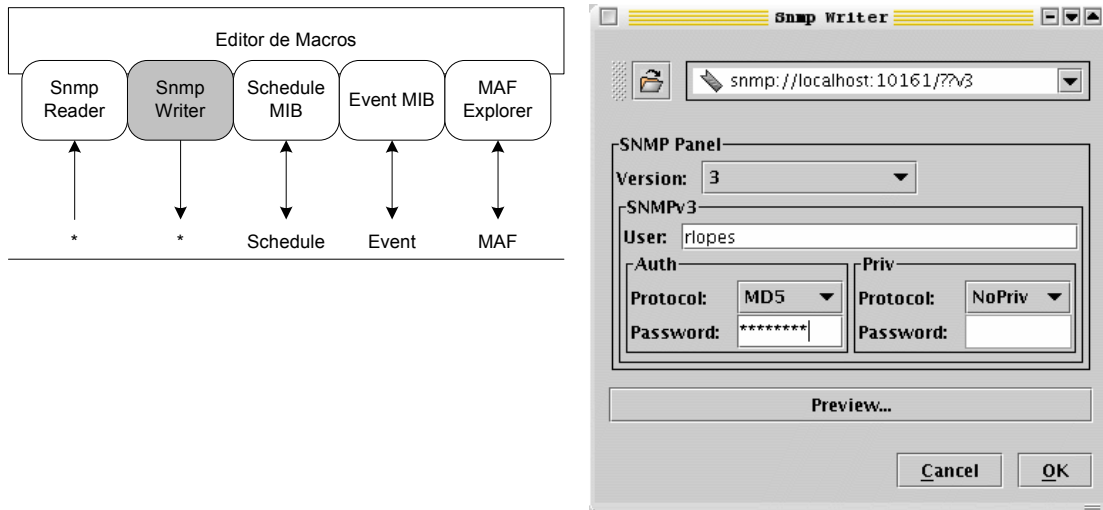 Editor de Macros
Snmp Reader
Snmp Writer
Schedule MIB
Event MIB
MAF Explorer
*
*
Schedule
Event
MAF
Snmp Writer
snmp://localhost:10161/??v3
SNMP Panel
Version: 3
SNMPv3
User: rlopes
Auth
Protocol: MD5
Password: ********
Priv
Protocol: NoPriv
Password:
Preview...
Cancel OK